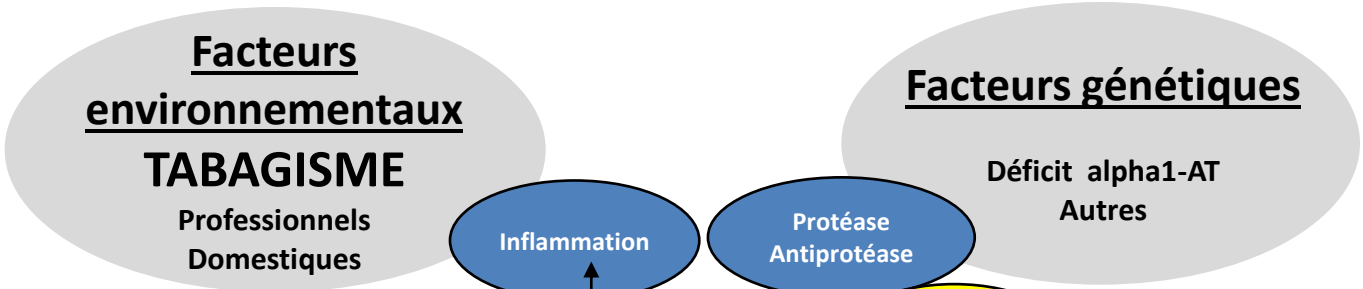 Facteurs
environnementaux
TABAGISME
Professionnels
Domestiques
Inflammation
Protéase
Antiprotéase
Facteurs génétiques
Déficit alpha1-AT
Autres